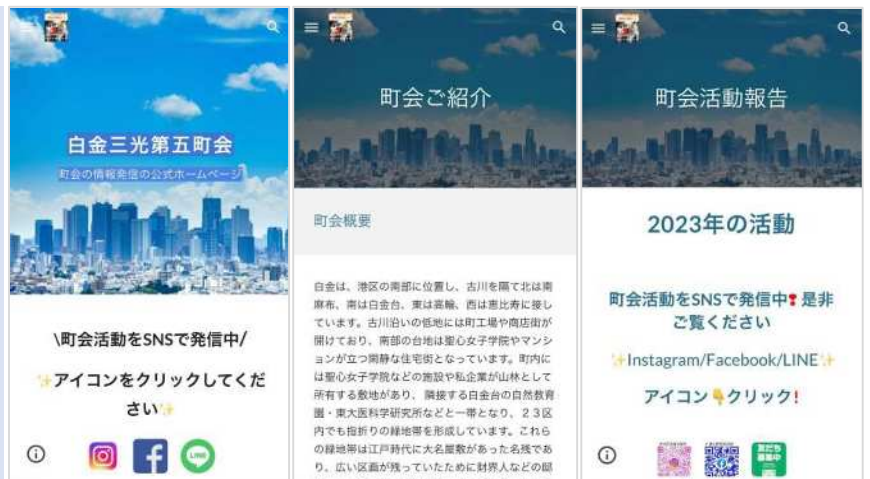 白金三光第五町会
町会の情報発信の公式ホームページ
\町会活動をSNSで発信中/
✨アイコンをクリックしてくだ
さい✨
LINE
町会ご紹介
町会概要
白金は、港区の南部に位置し、古川を隔て北は南
麻布、南は白金台、東は高輪、西は恵比寿に接し
ています。古川沿いの低地には町工場や商店街が
開けており、南部の台地は聖心女子学院やマンシ
ョンが立つ閑静な住宅街となっています。町内に
は聖心女子学院などの施設や私企業が山林として
所有する敷地があり、隣接する白金台の自然教育
園・東大医科学研究所などと一帯となり、２３区
内でも指折りの緑地帯を形成しています。これら
の緑地帯は江戸時代に大名屋敷があった名残であ
り、広い区画が残っていたために財界人などの邸
町会活動報告
2023年の活動
町会活動をSNSで発信中❢是非
ご覧ください
✨Instagram/Facebook/LINE✨
アイコン👇クリック❗
友だち
募集中